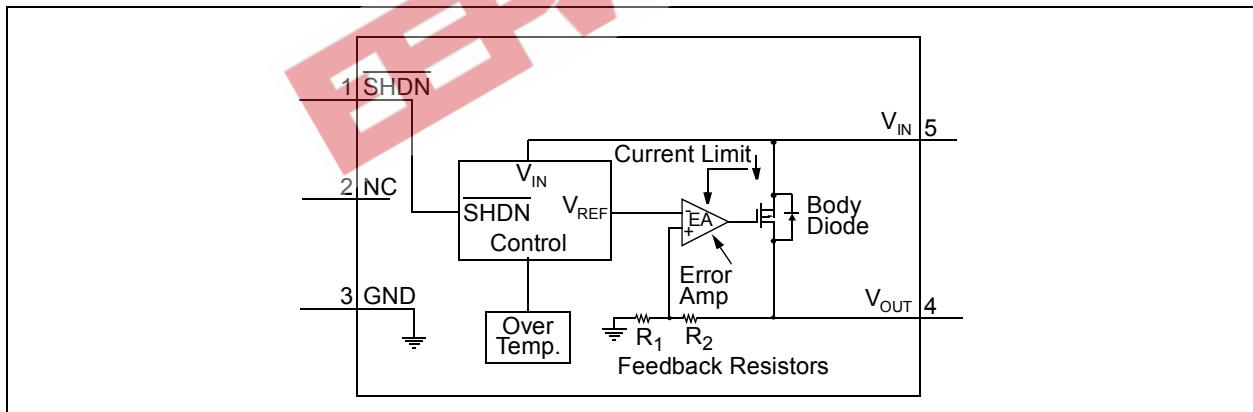 1 SHDN
VIN 5
Current Limit
VIN
2 NC
SHDN
VREF
-
EA
+
Body
Diode
Control
Error
Amp
3 GND
VOUT 4
Over
Temp.
R1 R2
Feedback Resistors